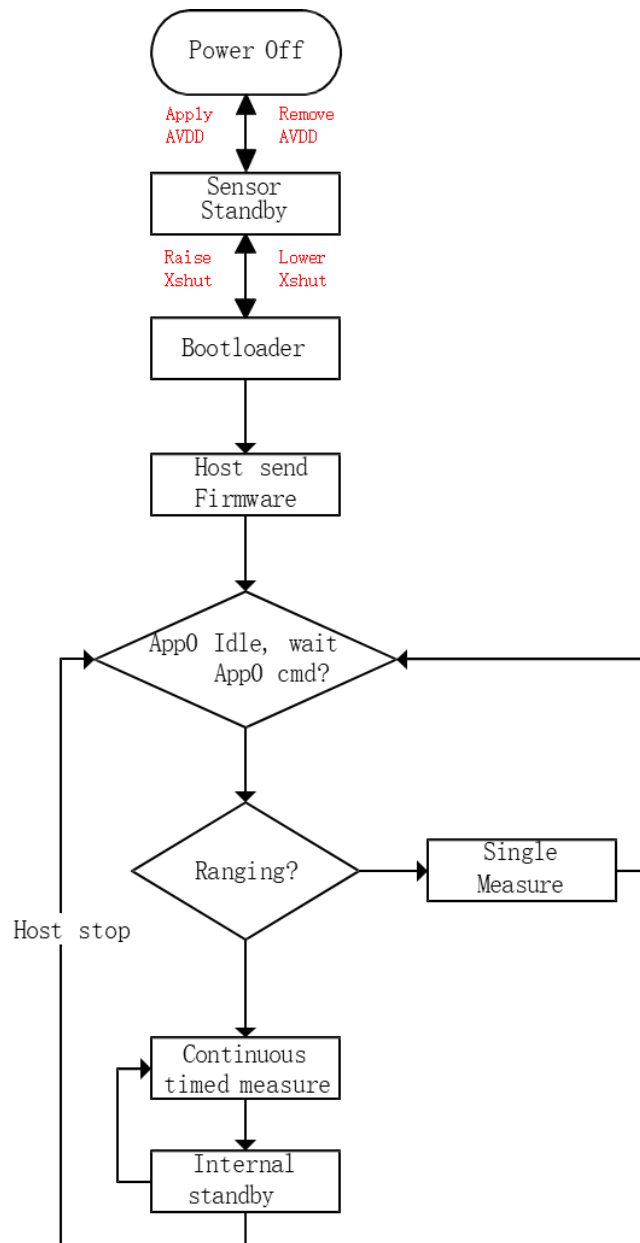 Power Off
Apply
AVDD
Remove
AVDD
Sensor
Standby
Raise
Xshut
Lower
Xshut
Bootloader
Host send
Firmware
App0 Idle, wait
App0 cmd?
Ranging?
Single
Measure
Host stop
Continuous
timed measure
Internal
standby